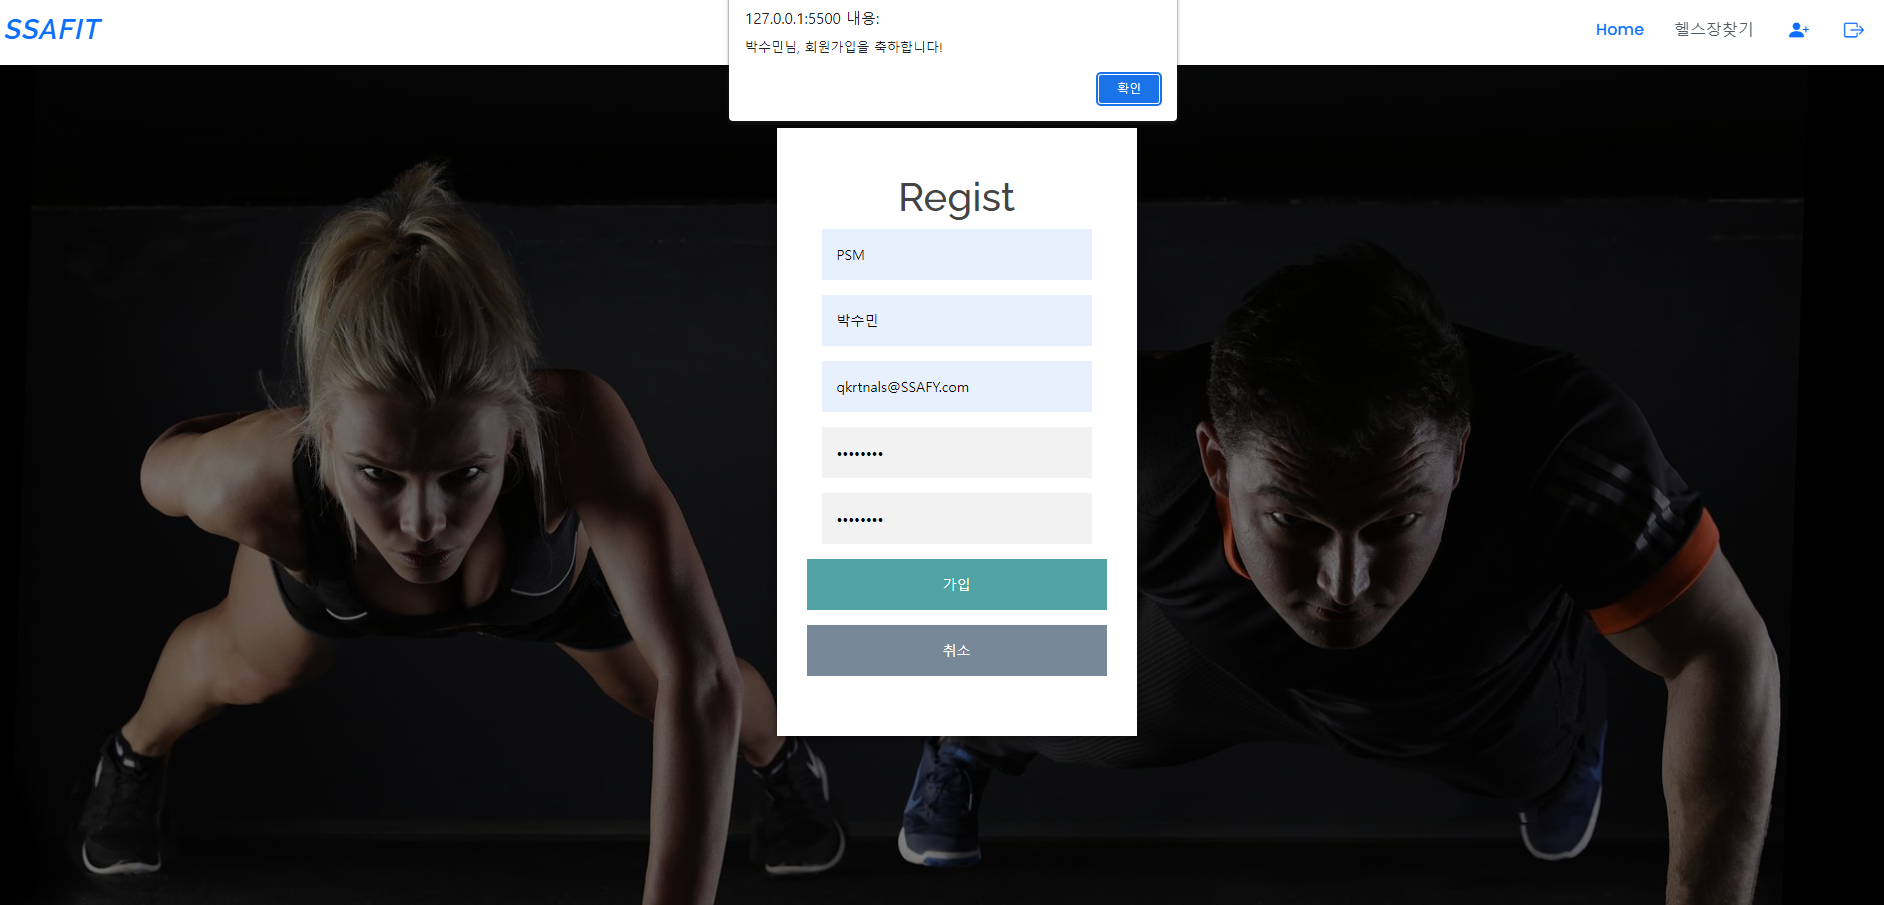 SSAFIT
Home
헬스장찾기
127.0.0.1:5500 내용:
박수민님, 회원가입을 축하합니다!
확인
Regist
PSM
박수민
qkrtnals@SSAFY.com
••••••••
••••••••
가입
취소